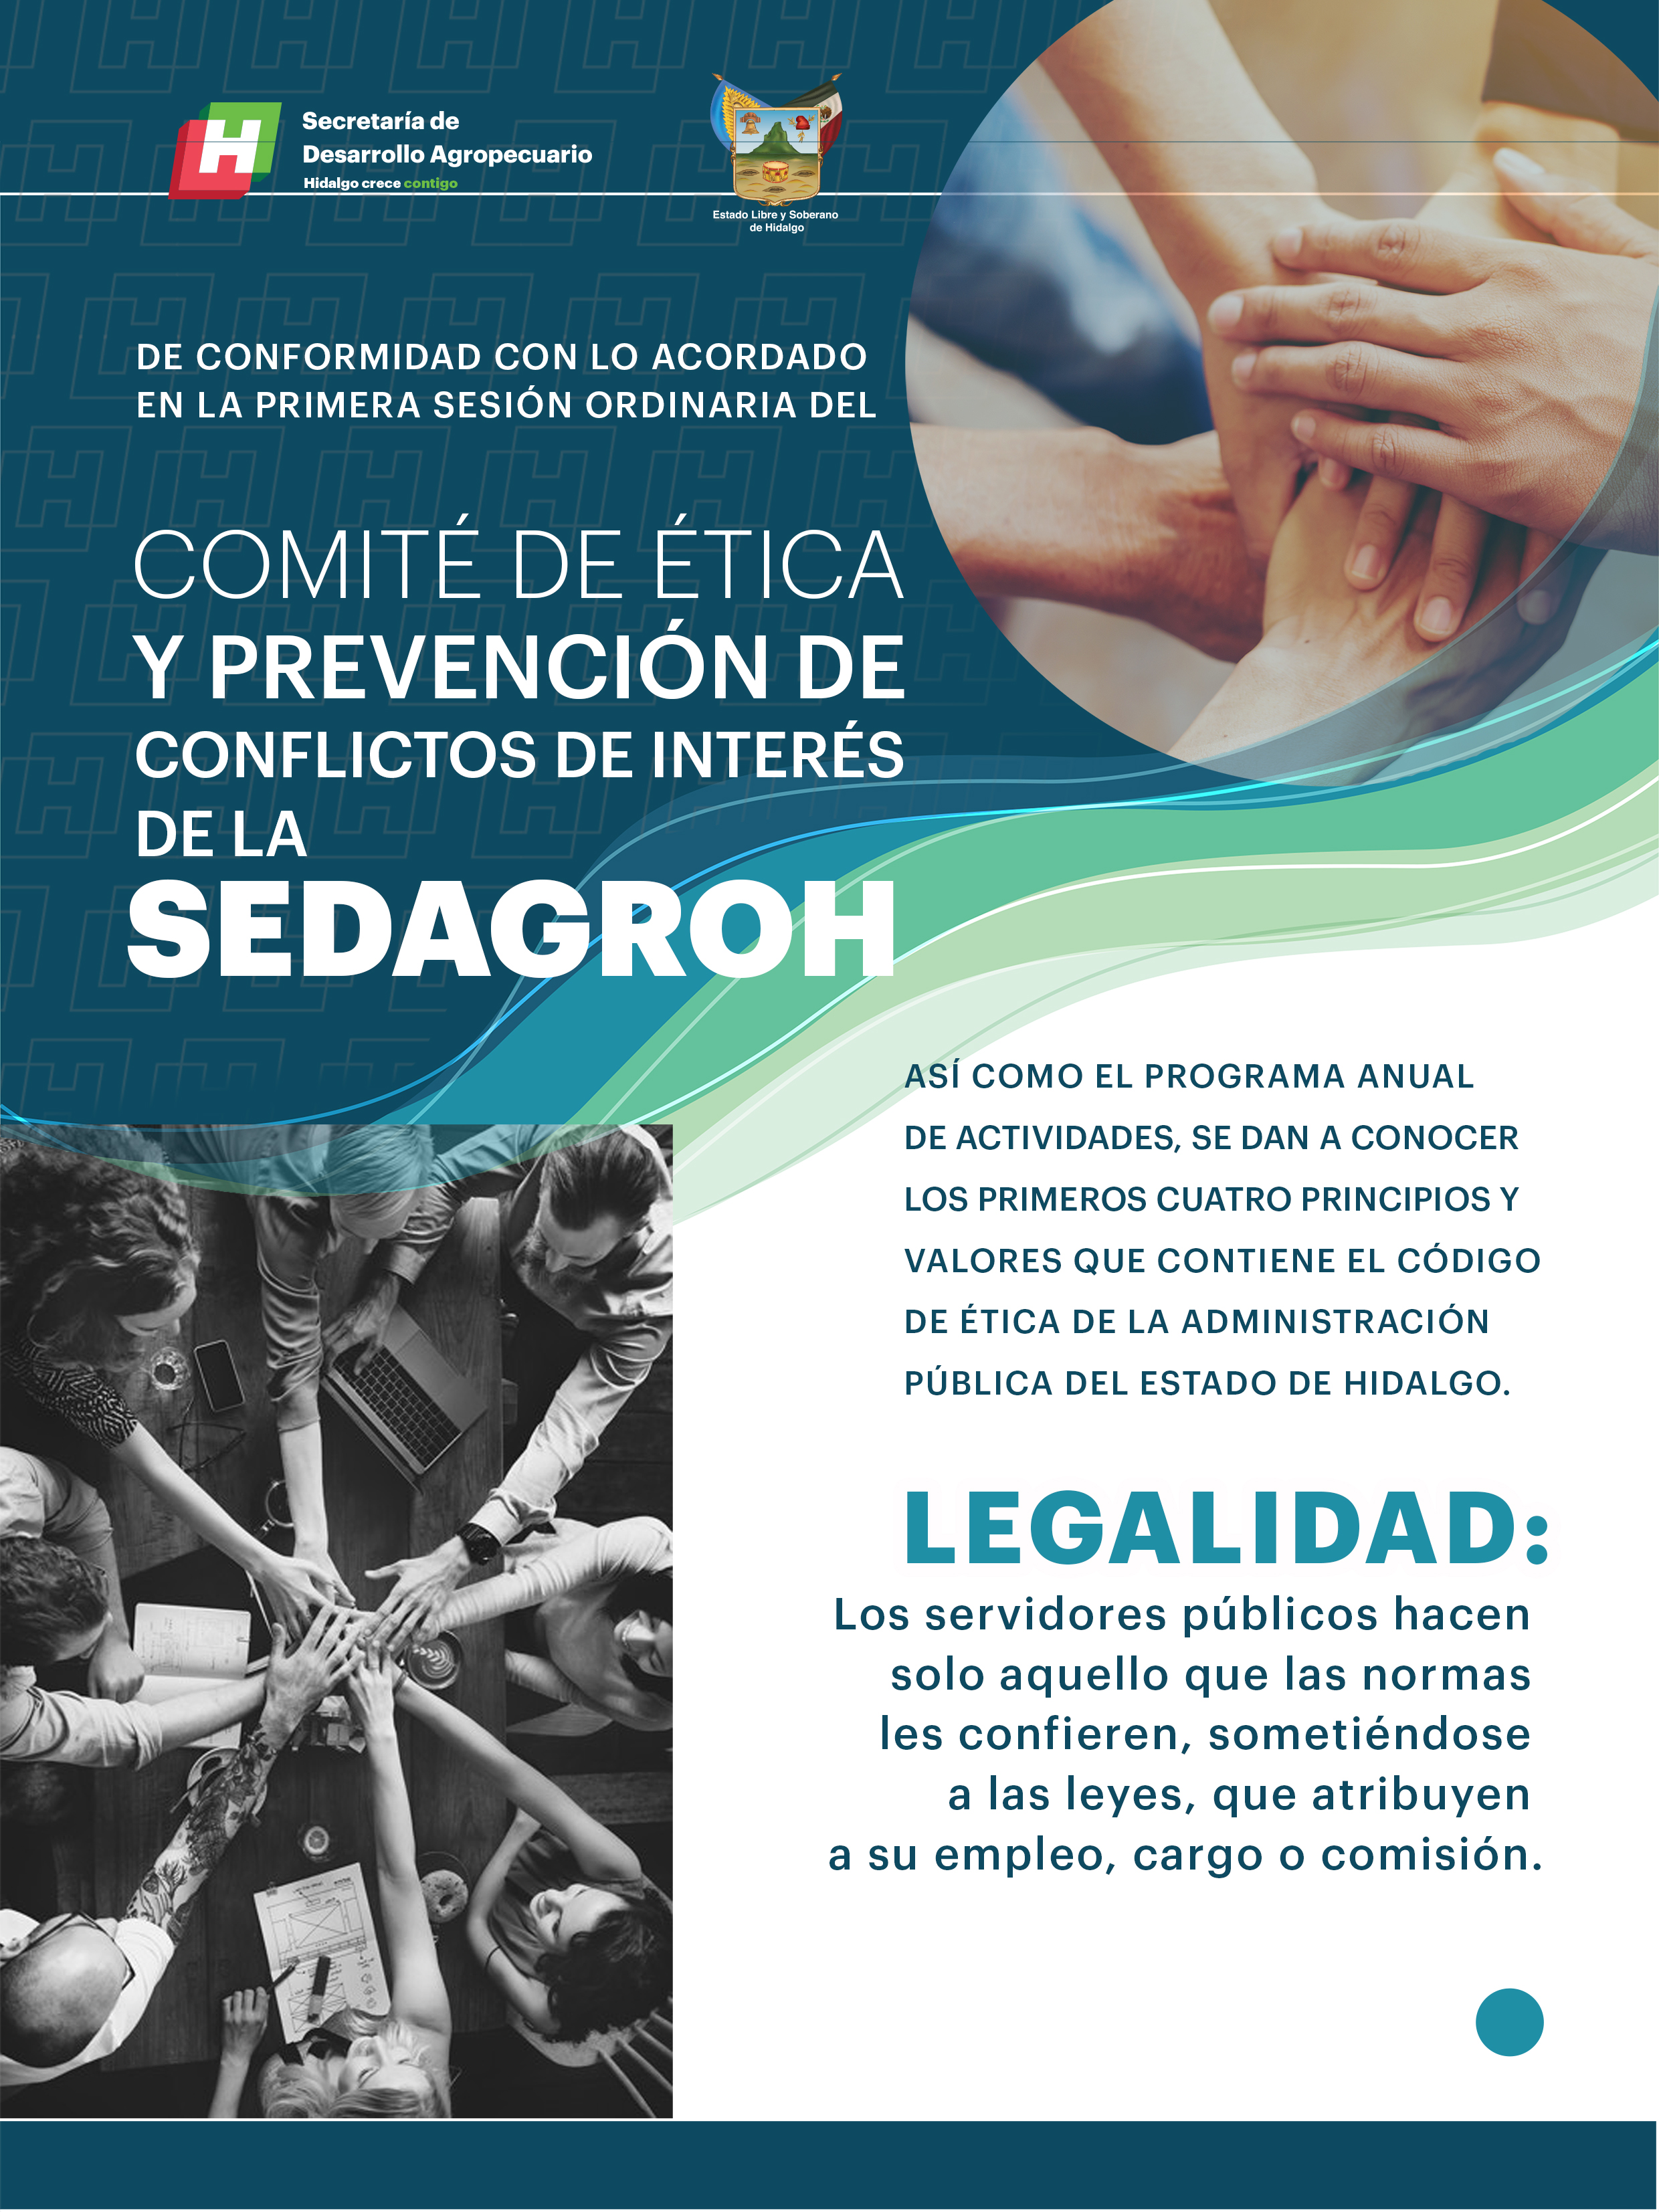 Secretaría de
Desarrollo Agropecuario
Hidalgo crece contigo
Estado Libre y Soberano
de Hidalgo
DE CONFORMIDAD CON LO ACORDADO
EN LA PRIMERA SESIÓN ORDINARIA DEL
COMITÉ DE ÉTICA
Y PREVENCIÓN DE
CONFLICTOS DE INTERÉS
DE LA
SEDAGROH
ASÍ COMO EL PROGRAMA ANUAL
DE ACTIVIDADES, SE DAN A CONOCER
LOS PRIMEROS CUATRO PRINCIPIOS Y
VALORES QUE CONTIENE EL CÓDIGO
DE ÉTICA DE LA ADMINISTRACIÓN
PÚBLICA DEL ESTADO DE HIDALGO.
LEGALIDAD:
Los servidores públicos hacen
solo aquello que las normas
les confieren, sometiéndose
a las leyes, que atribuyen
a su empleo, cargo o comisión.